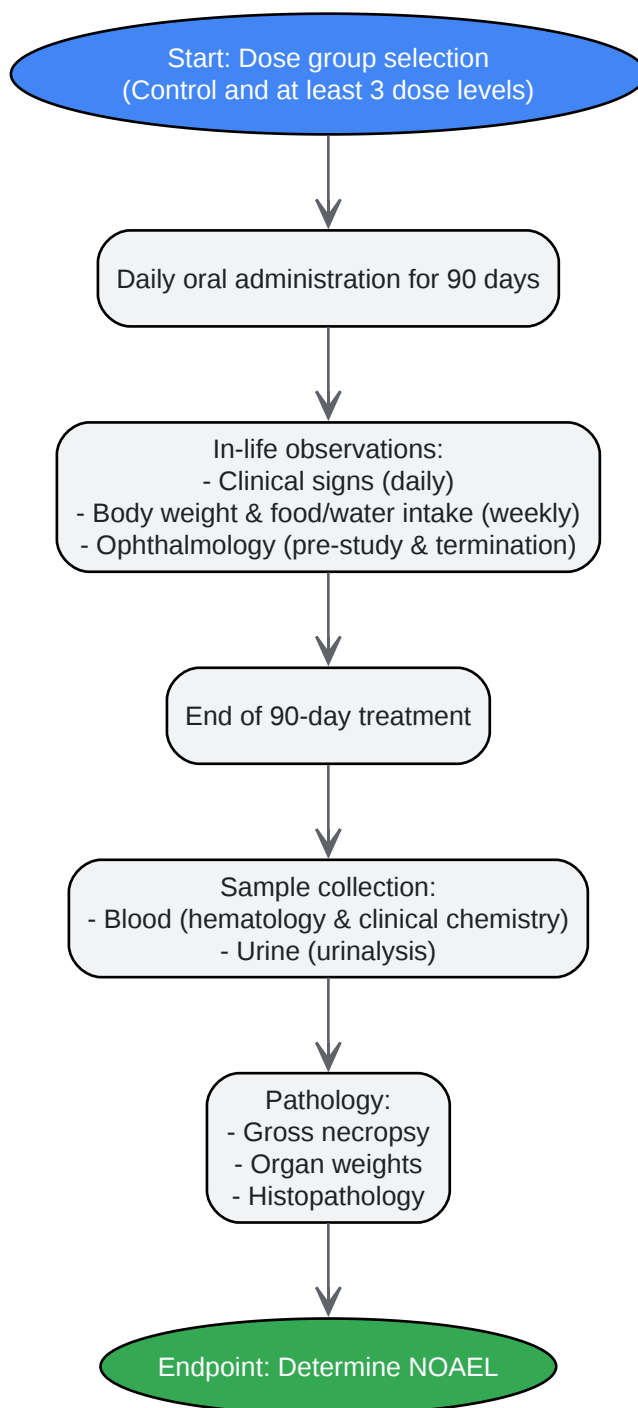 Start: Dose group selection
(Control and at least 3 dose levels)
Daily oral administration for 90 days
In-life observations:
- Clinical signs (daily)
- Body weight & food/water intake (weekly)
- Ophthalmology (pre-study & termination)
End of 90-day treatment
Sample collection:
- Blood (hematology & clinical chemistry)
- Urine (urinalysis)
Pathology:
- Gross necropsy
- Organ weights
- Histopathology
Endpoint: Determine NOAEL